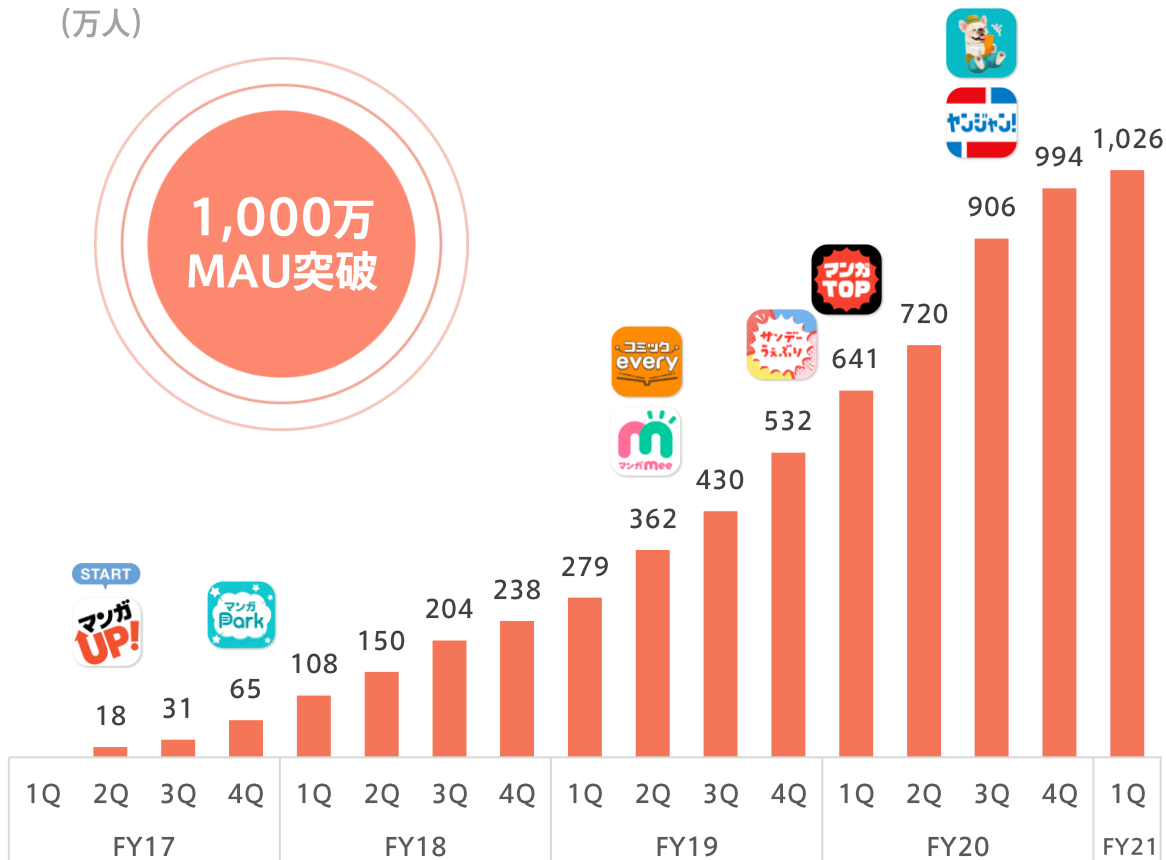 (万人)
1,000万
MAU突破
ヤンジャン!
1,026
994
906
マンガ
TOP
720
641
サンデー
うぇぶり
532
コミック
every
マンガMee
430
362
279
START
マンガ
UP!
マンガ
Park
238
204
150
108
65
31
18
1Q 2Q 3Q 4Q 1Q 2Q 3Q 4Q 1Q 2Q 3Q 4Q 1Q 2Q 3Q 4Q 1Q
FY17 FY18 FY19 FY20 FY21